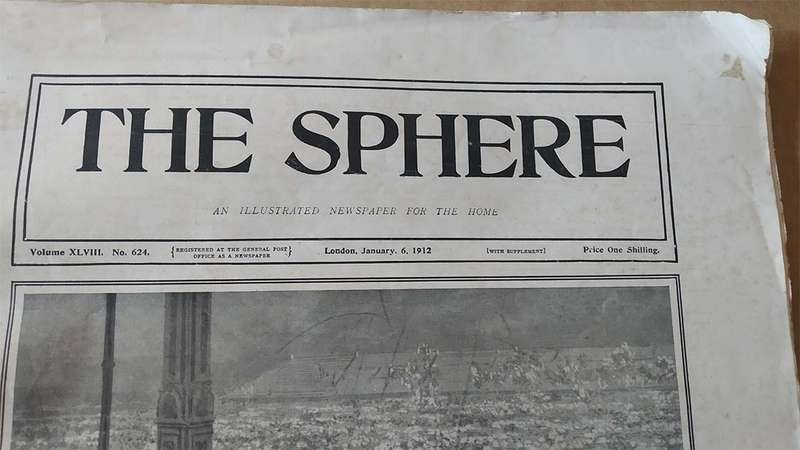 THE SPHERE
AN ILLUSTRATED NEWSPAPER FOR THE HOME
Volume XLVIII. No. 624. {REGISTERED AT THE GENERAL POST OFFICE AS A NEWSPAPER} London, January. 6, 1912 [WITH SUPPLEMENT] Price One Shilling.